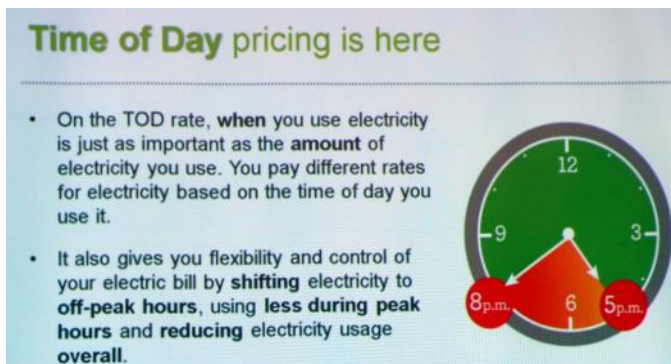 Time of Day pricing is here
• On the TOD rate, when you use electricity
is just as important as the amount of
electricity you use. You pay different rates
for electricity based on the time of day you
use it.
• It also gives you flexibility and control of
your electric bill by shifting electricity to
off-peak hours, using less during peak
hours and reducing electricity usage
overall.
12
9
3
8p.m.
6
5p.m.